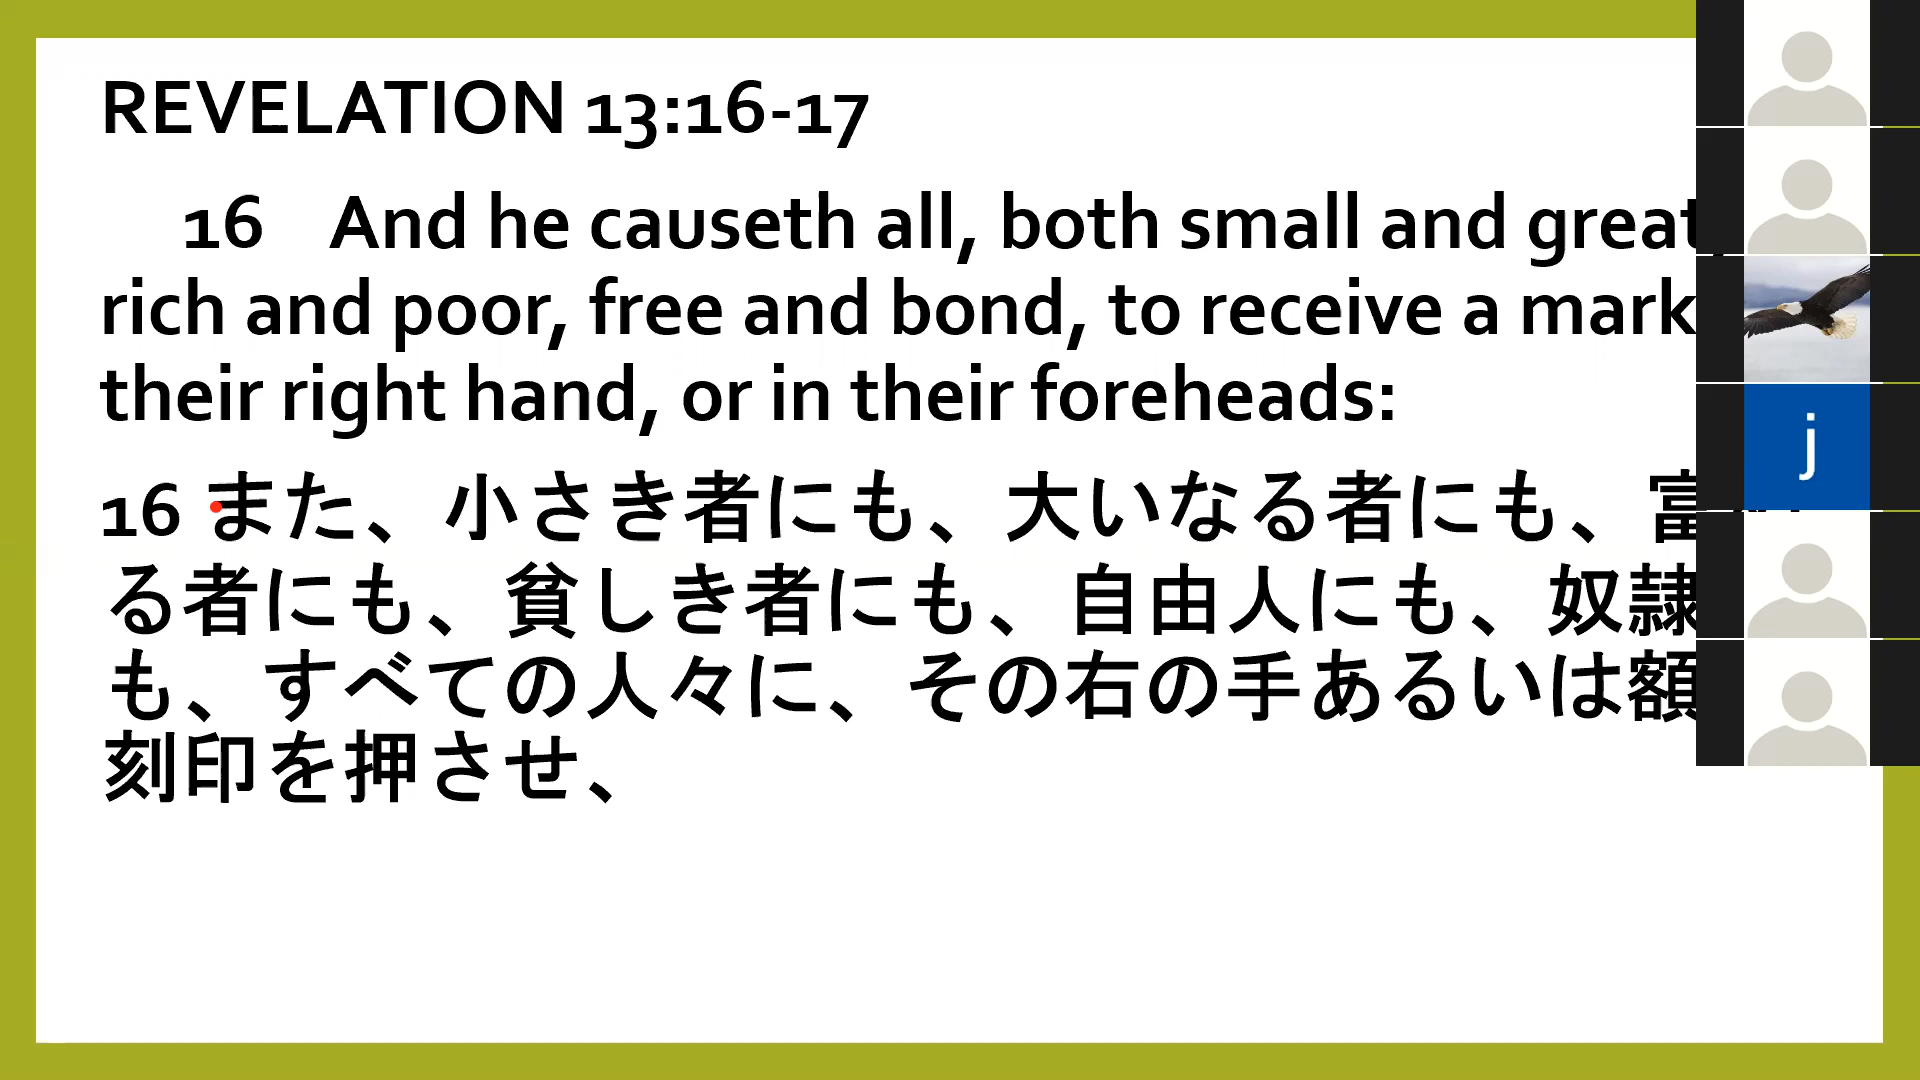 REVELATION 13:16-17
16 And he causeth all, both small and great,
rich and poor, free and bond, to receive a mark
their right hand, or in their foreheads:
16 また、小さき者にも、大いなる者にも、富
る者にも、貧しき者にも、自由人にも、奴隷
も、すべての人々に、その右の手あるいは額
刻印を押させ、
j